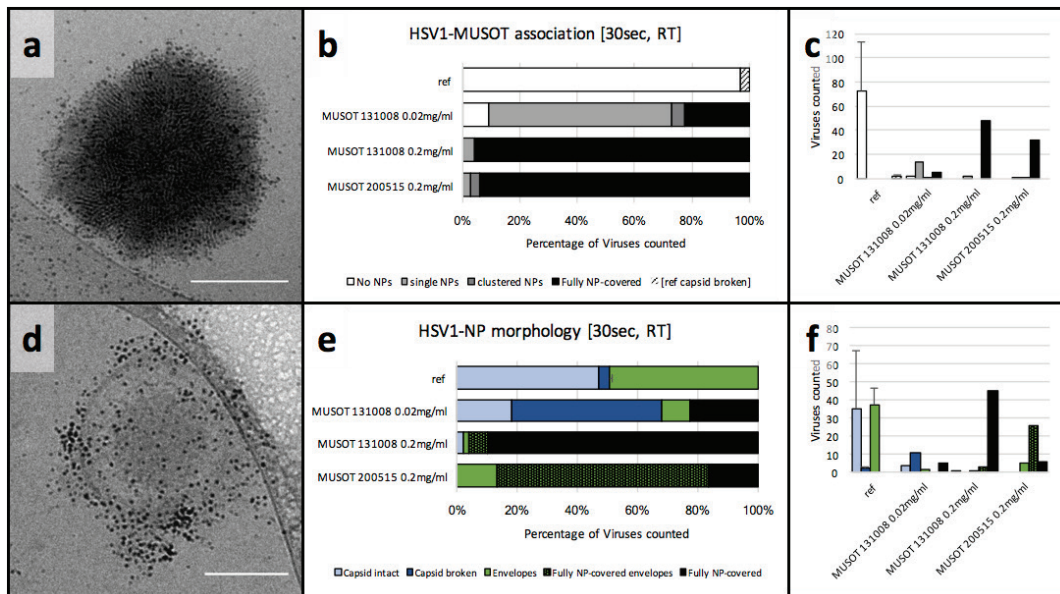 a
b
HSV1-MUSOT association [30sec, RT]
ref
MUSOT 131008 0.02mg/ml
MUSOT 131008 0.2mg/ml
MUSOT 200515 0.2mg/ml
0% 20% 40% 60% 80% 100%
Percentage of Viruses counted
No NPs single NPs clustered NPs Fully NP-covered [ref capsid broken]
c
120
100
80
60
40
20
0
Viruses counted
ref
MUSOT 131008 0.02mg/ml
MUSOT 131008 0.2mg/ml
MUSOT 200515 0.2mg/ml
d
e
HSV1-NP morphology [30sec, RT]
ref
MUSOT 131008 0.02mg/ml
MUSOT 131008 0.2mg/ml
MUSOT 200515 0.2mg/ml
0% 20% 40% 60% 80% 100%
Percentage of Viruses counted
Capsid intact Capsid broken Envelopes Fully NP-covered envelopes Fully NP-covered
f
80
70
60
50
40
30
20
10
0
Viruses counted
ref
MUSOT 131008 0.02mg/ml
MUSOT 131008 0.2mg/ml
MUSOT 200515 0.2mg/ml